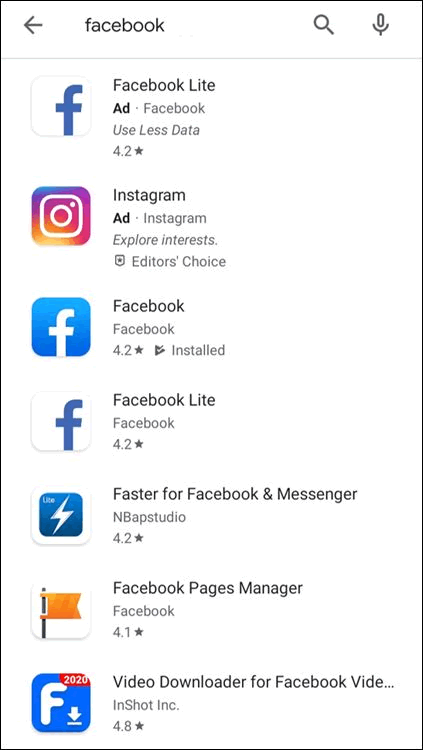 facebook
Facebook Lite
Ad · Facebook
Use Less Data
4.2★
Instagram
Ad · Instagram
Explore interests.
Editors' Choice
Facebook
Facebook
4.2★ Installed
Facebook Lite
Facebook
4.2★
Lite
Faster for Facebook & Messenger
NBapstudio
4.2★
Facebook Pages Manager
Facebook
4.1★
2020
Video Downloader for Facebook Vide...
InShot Inc.
4.8★